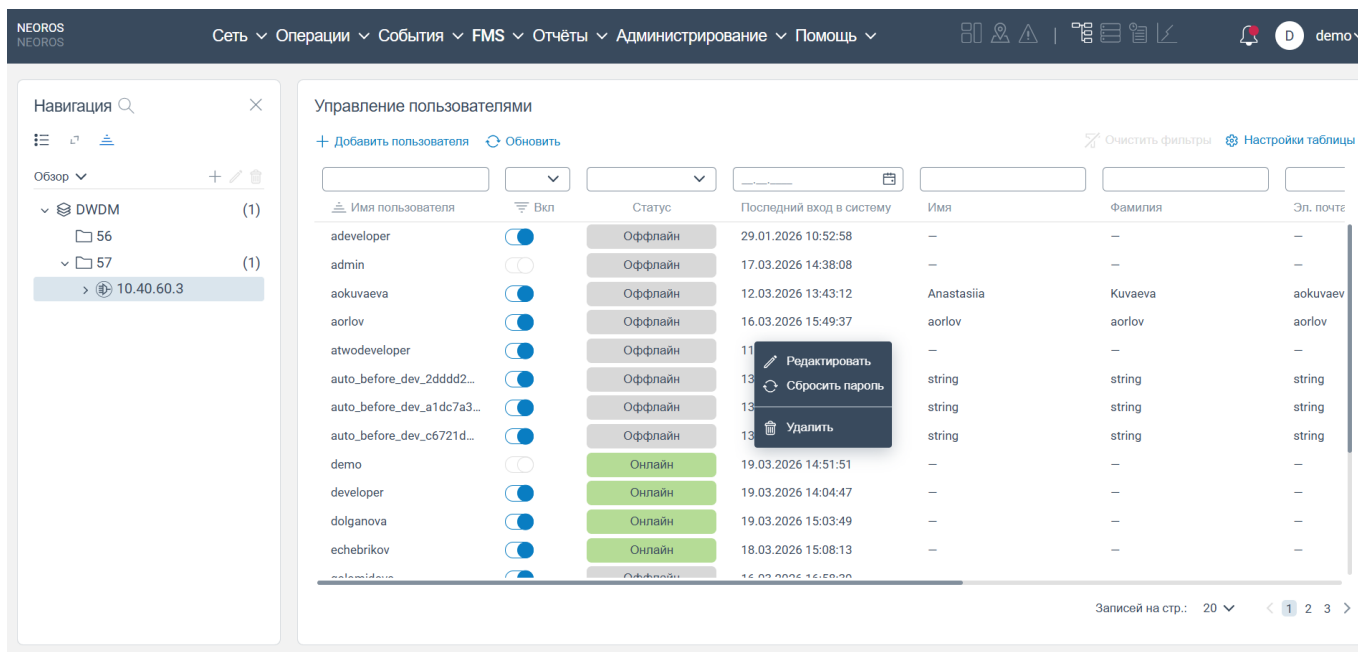 NEOROS
NEOROS
Сеть Операции События FMS Отчёты Администрирование Помощь
D demo
Навигация
Обзор
DWDM (1)
56
57 (1)
10.40.60.3
Управление пользователями
Добавить пользователя Обновить Очистить фильтры Настройки таблицы
__.__.____
Имя пользователя Вкл Статус Последний вход в систему Имя Фамилия Эл. почта
adeveloper Оффлайн 29.01.2026 10:52:58 — — —
admin Оффлайн 17.03.2026 14:38:08 — — —
aokuvaeva Оффлайн 12.03.2026 13:43:12 Anastasiia Kuvaeva aokuvaev
aorlov Оффлайн 16.03.2026 15:49:37 aorlov aorlov aorlov
atwodeveloper Оффлайн 11 — — —
auto_before_dev_2dddd2... Оффлайн 13 string string string
auto_before_dev_a1dc7a3... Оффлайн 13 string string string
auto_before_dev_c6721d... Оффлайн 13 string string string
Редактировать
Сбросить пароль
Удалить
demo Онлайн 19.03.2026 14:51:51 — — —
developer Онлайн 19.03.2026 14:04:47 — — —
dolganova Онлайн 19.03.2026 15:03:49 — — —
echebrikov Онлайн 18.03.2026 15:08:13 — — —
Оффлайн
Записей на стр.: 20 1 2 3